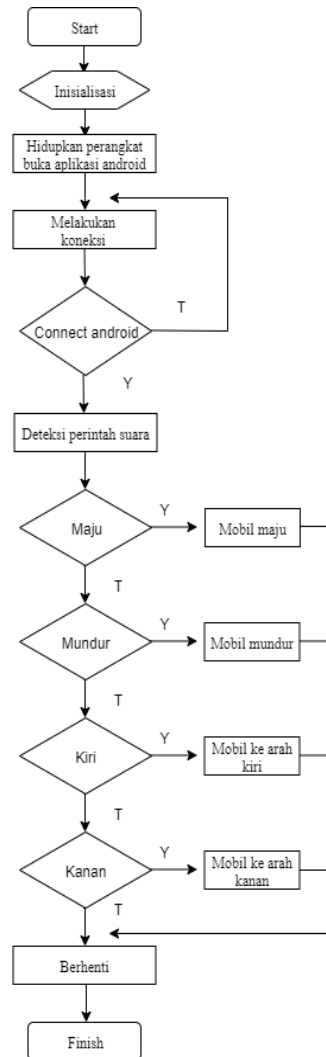 Start
Inisialisasi
Hidupkan perangkat
buka aplikasi android
Melakukan
koneksi
Connect android
T
Y
Deteksi perintah suara
Maju
Y
Mobil maju
T
Mundur
Y
Mobil mundur
T
Kiri
Y
Mobil ke arah
kiri
T
Kanan
Y
Mobil ke arah
kanan
T
Berhenti
Finish